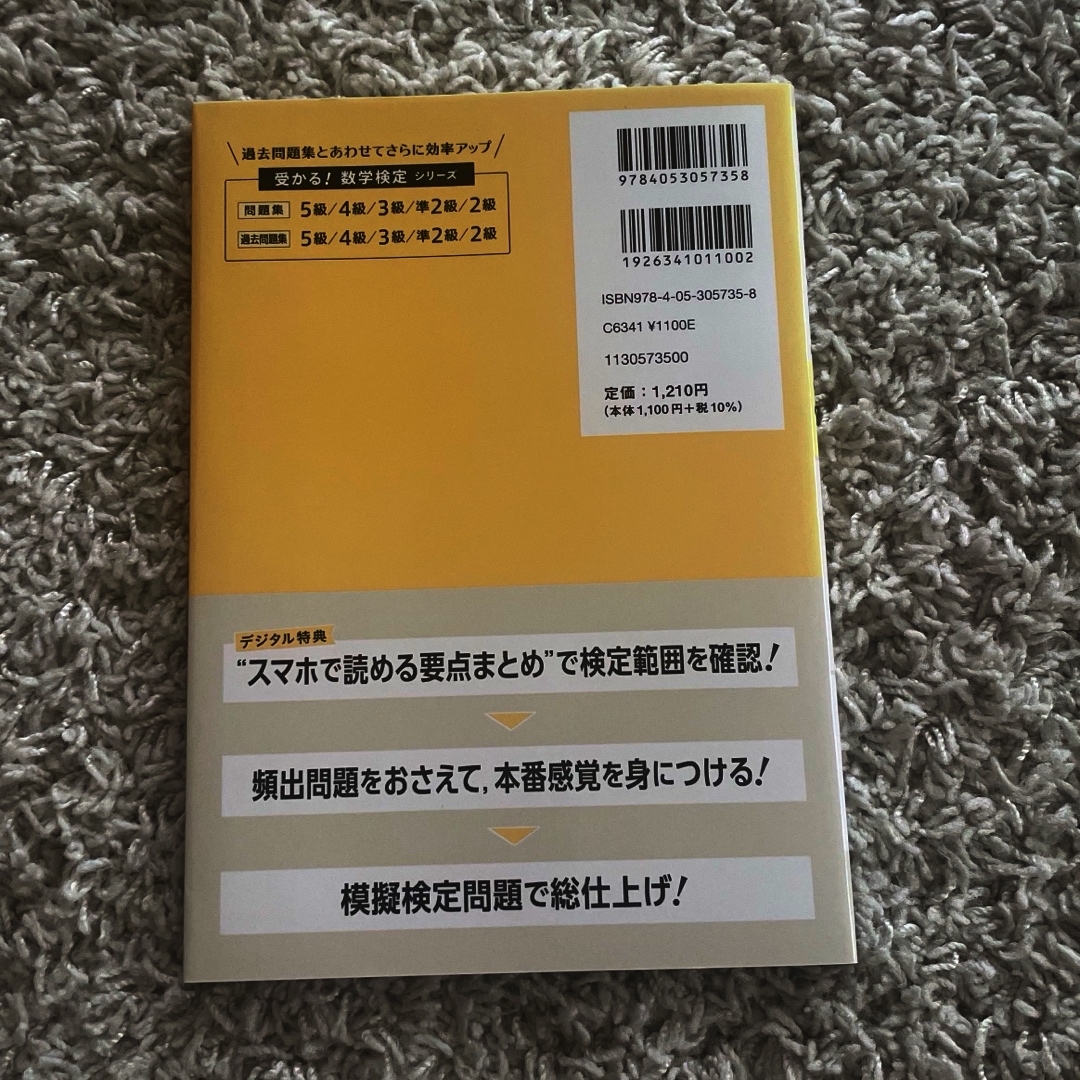 過去問題集とあわせてさらに効率アップ
受かる！数学検定 シリーズ
問題集 5級/4級/3級/準2級/2級
過去問題集 5級/4級/3級/準2級/2級
9784053057358
1926341011002
ISBN978-4-05-305735-8
C6341 ¥1100E
1130573500
定価：1,210円
（本体1,100円＋税10%）
デジタル特典
“スマホで読める要点まとめ”で検定範囲を確認！
頻出問題をおさえて，本番感覚を身につける！
模擬検定問題で総仕上げ！